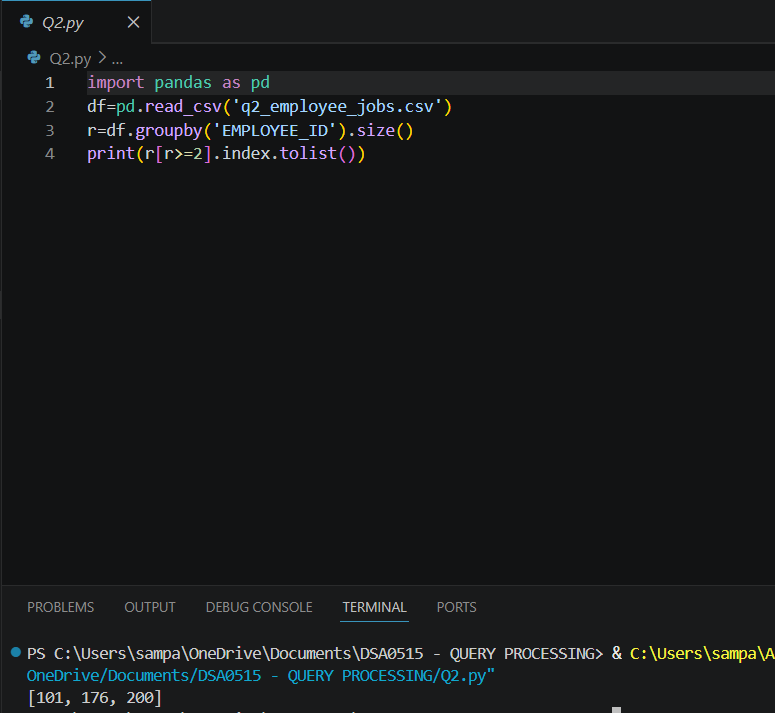 Q2.py
Q2.py > ...
1 import pandas as pd
2 df=pd.read_csv('q2_employee_jobs.csv')
3 r=df.groupby('EMPLOYEE_ID').size()
4 print(r[r>=2].index.tolist())
PROBLEMS OUTPUT DEBUG CONSOLE TERMINAL PORTS
PS C:\Users\sampa\OneDrive\Documents\DSA0515 - QUERY PROCESSING> & C:\Users\sampa\A
OneDrive/Documents/DSA0515 - QUERY PROCESSING/Q2.py"
[101, 176, 200]